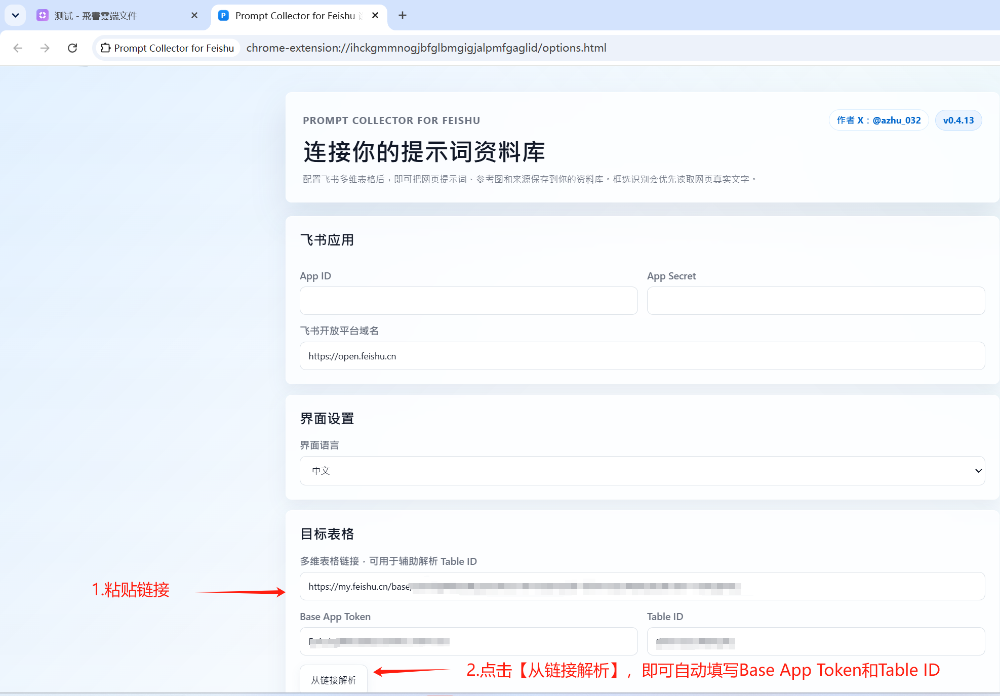 测试 - 飛書雲端文件
Prompt Collector for Feishu
Prompt Collector for Feishu
chrome-extension://ihckgmmnogjbfglbmgigjalpmfgaglid/options.html
PROMPT COLLECTOR FOR FEISHU
作者 X：@azhu_032
v0.4.13
连接你的提示词资料库
配置飞书多维表格后，即可把网页提示词、参考图和来源保存到你的资料库。框选识别会优先读取网页真实文字。
飞书应用
App ID
App Secret
飞书开放平台域名
https://open.feishu.cn
界面设置
界面语言
中文
目标表格
多维表格链接，可用于辅助解析 Table ID
1.粘贴链接
https://my.feishu.cn/base/
Base App Token
Table ID
从链接解析
2.点击【从链接解析】，即可自动填写Base App Token和Table ID